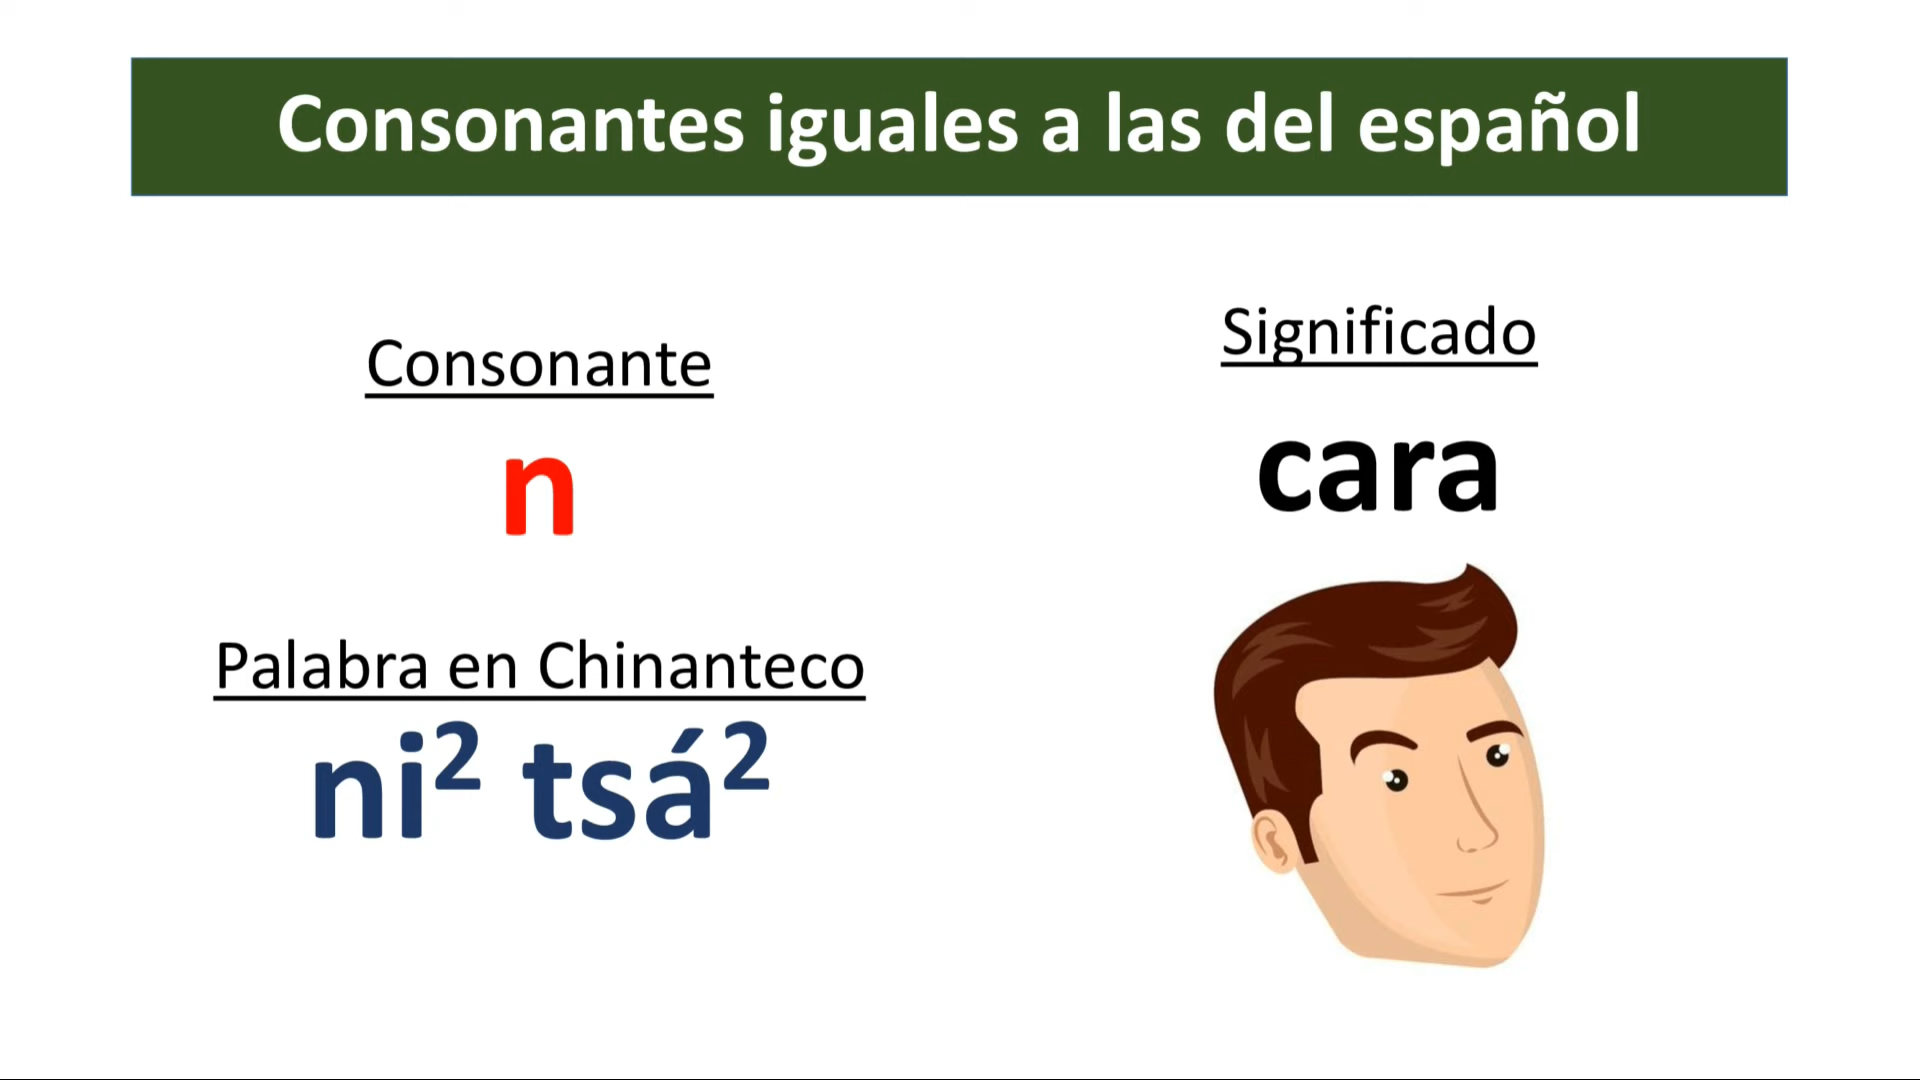 Consonantes iguales a las del español
Consonante
n
Palabra en Chinanteco
ni² tsá²
Significado
cara